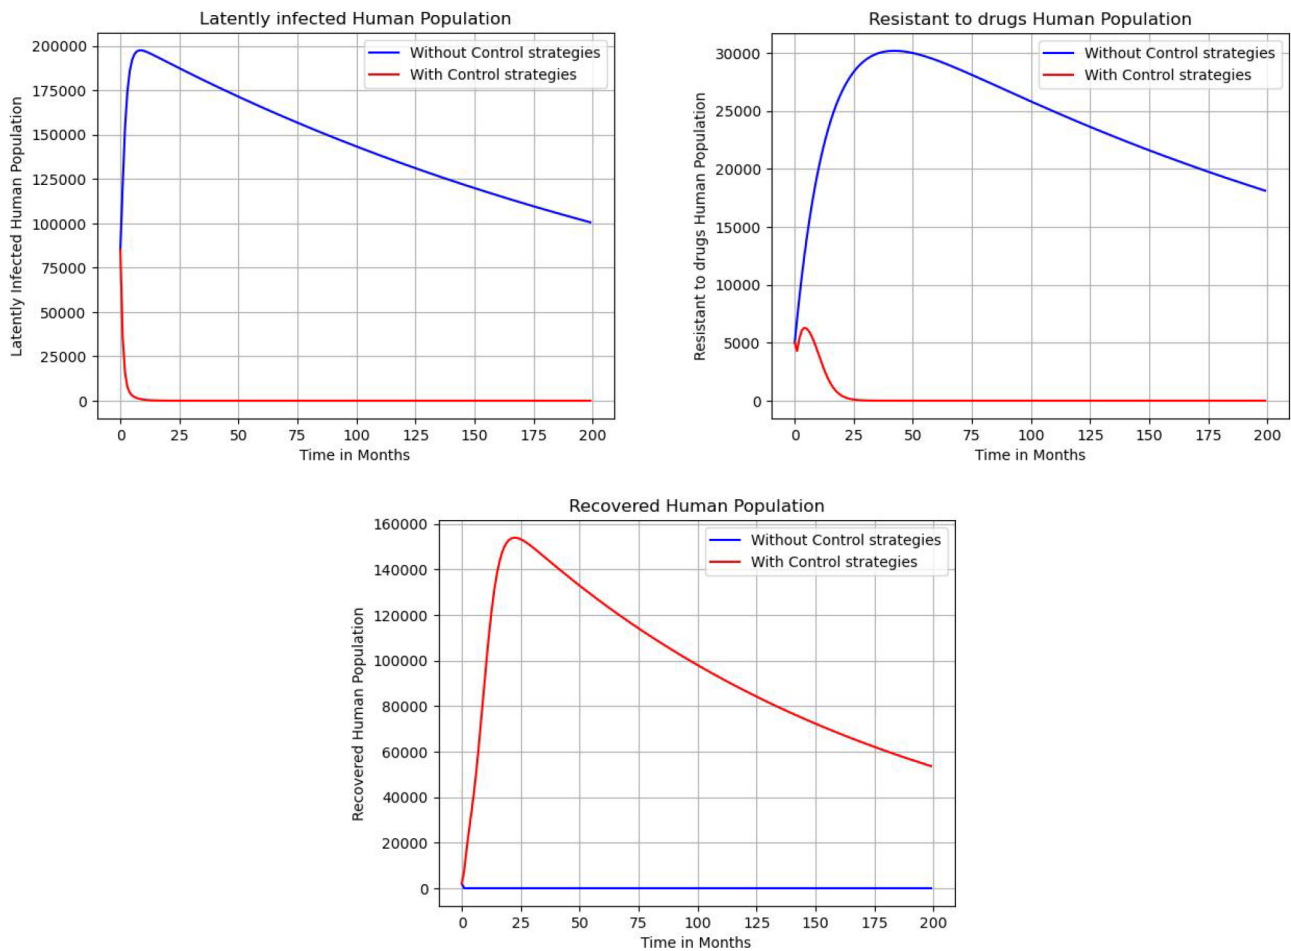 Latently infected Human Population
Without Control strategies
With Control strategies
Latently Infected Human Population
200000
175000
150000
125000
100000
75000
50000
25000
0
0 25 50 75 100 125 150 175 200
Time in Months
Resistant to drugs Human Population
Without Control strategies
With Control strategies
Resistant to drugs Human Population
30000
25000
20000
15000
10000
5000
0
0 25 50 75 100 125 150 175 200
Time in Months
Recovered Human Population
Without Control strategies
With Control strategies
Recovered Human Population
160000
140000
120000
100000
80000
60000
40000
20000
0
0 25 50 75 100 125 150 175 200
Time in Months